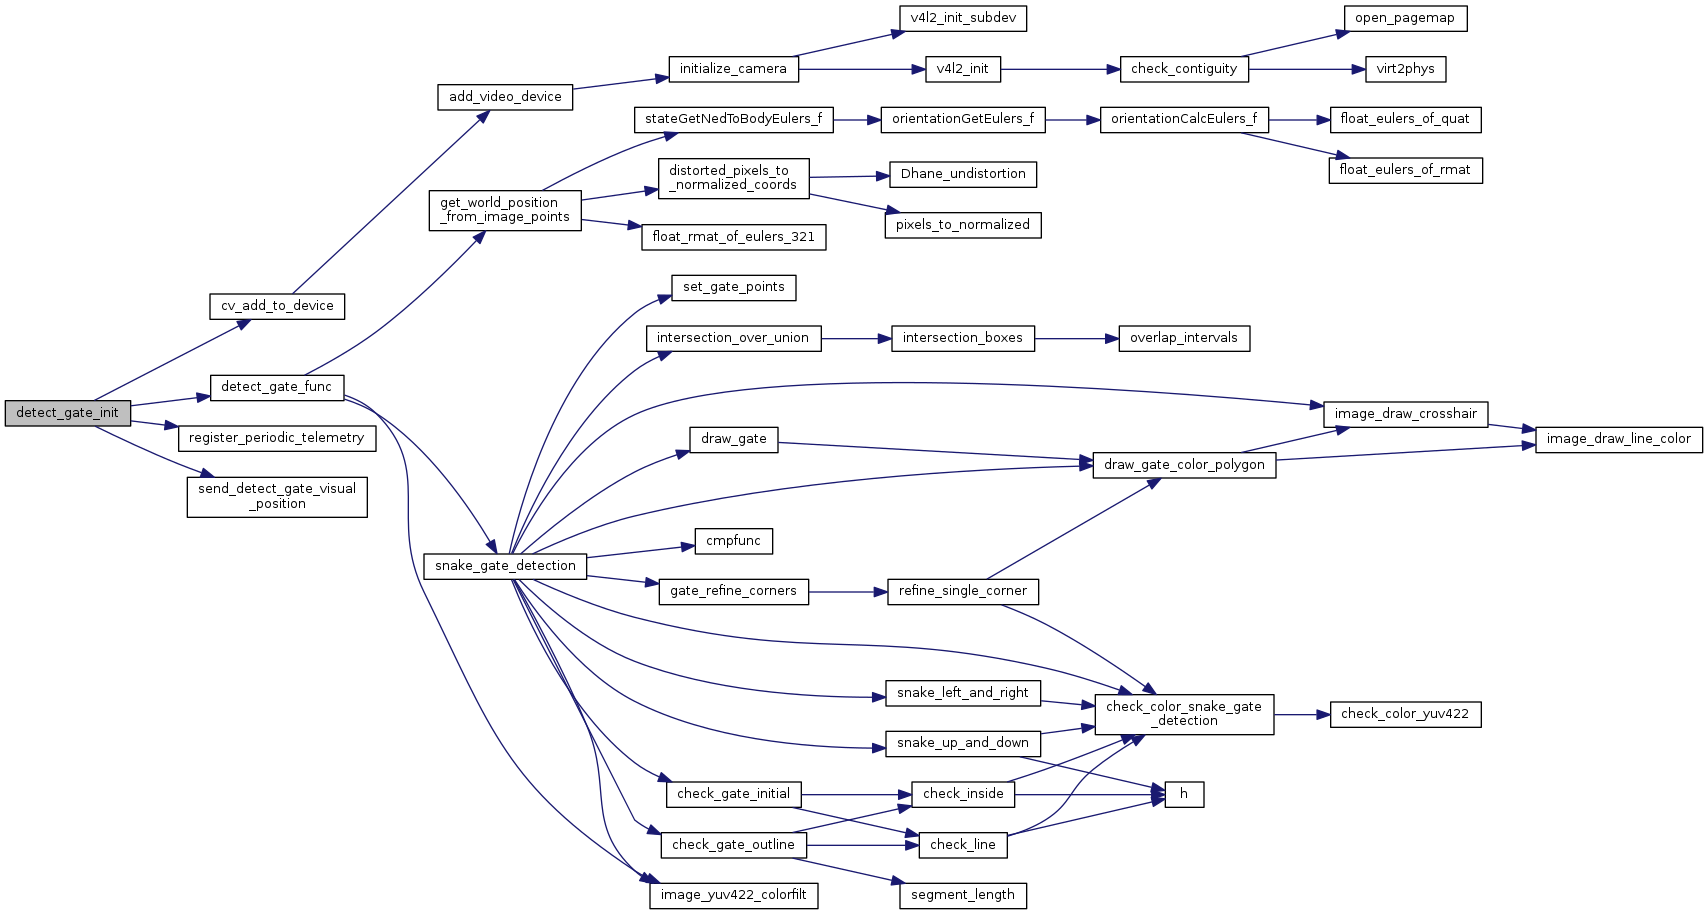 v4l2_init_subdev
open_pagemap
initialize_camera
v4l2_init
check_contiguity
virt2phys
add_video_device
stateGetNedToBodyEulers_f
orientationGetEulers_f
orientationCalcEulers_f
float_eulers_of_quat
distorted_pixels_to
_normalized_coords
Dhane_undistortion
float_eulers_of_rmat
get_world_position
_from_image_points
pixels_to_normalized
float_rmat_of_eulers_321
set_gate_points
cv_add_to_device
intersection_over_union
intersection_boxes
overlap_intervals
detect_gate_func
detect_gate_init
image_draw_crosshair
register_periodic_telemetry
draw_gate
image_draw_line_color
draw_gate_color_polygon
send_detect_gate_visual
_position
cmpfunc
snake_gate_detection
gate_refine_corners
refine_single_corner
snake_left_and_right
check_color_snake_gate
_detection
check_color_yuv422
snake_up_and_down
check_gate_initial
check_inside
h
check_gate_outline
check_line
image_yuv422_colorfilt
segment_length